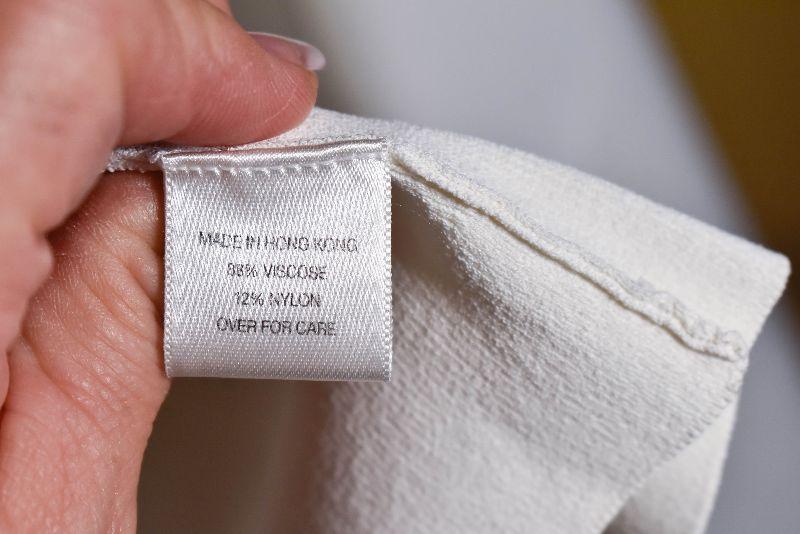 MADE IN HONG KONG
88% VISCOSE
12% NYLON
OVER FOR CARE